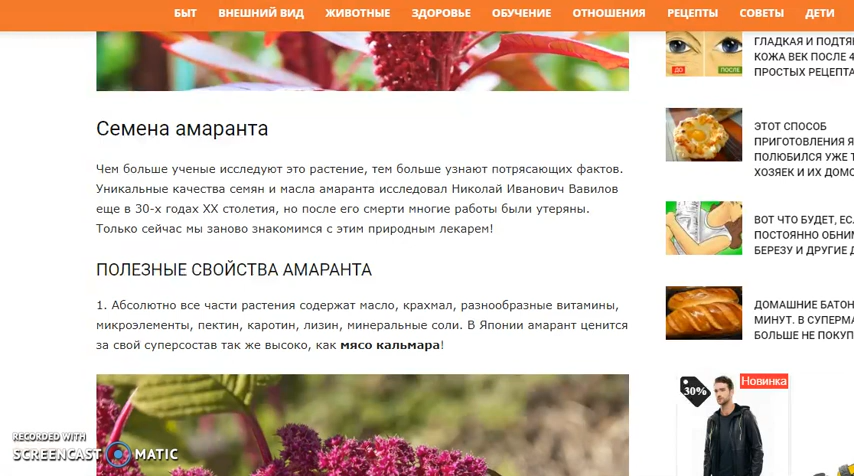 БЫТ ВНЕШНИЙ ВИД ЖИВОТНЫЕ ЗДОРОВЬЕ ОБУЧЕНИЕ ОТНОШЕНИЯ РЕЦЕПТЫ СОВЕТЫ ДЕТИ
Семена амаранта
Чем больше ученые исследуют это растение, тем больше узнают потрясающих фактов.
Уникальные качества семян и масла амаранта исследовал Николай Иванович Вавилов
еще в 30-х годах XX столетия, но после его смерти многие работы были утеряны.
Только сейчас мы заново знакомимся с этим природным лекарем!
ПОЛЕЗНЫЕ СВОЙСТВА АМАРАНТА
1. Абсолютно все части растения содержат масло, крахмал, разнообразные витамины,
микроэлементы, пектин, каротин, лизин, минеральные соли. В Японии амарант ценится
за свой суперсостав так же высоко, как мясо кальмара!
ГЛАДКАЯ И ПОДТЯ
КОЖА ВЕК ПОСЛЕ 4
ПРОСТЫХ РЕЦЕПТА
ДО ПОСЛЕ
ЭТОТ СПОСОБ
ПРИГОТОВЛЕНИЯ Я
ПОЛЮБИЛСЯ УЖЕ Т
ХОЗЯЕК И ИХ ДОМО
ВОТ ЧТО БУДЕТ, ЕС
ПОСТОЯННО ОБНИМ
БЕРЕЗУ И ДРУГИЕ Д
ДОМАШНИЕ БАТОН
МИНУТ. В СУПЕРМА
БОЛЬШЕ НЕ ПОКУП
30% Новинка
RECORDED WITH
SCREENCAST MATIC